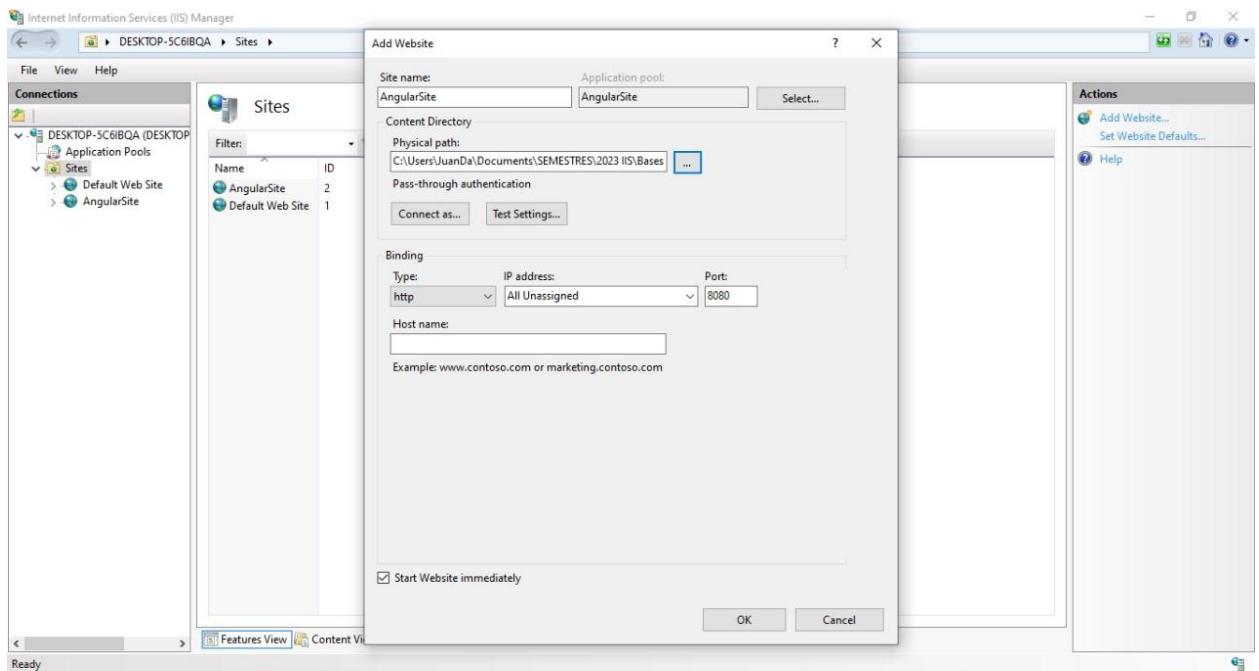 Internet Information Services (IIS) Manager
DESKTOP-5C6IBQA
Sites
File View Help
Connections
DESKTOP-5C6IBQA (DESKTOP
Application Pools
Sites
Default Web Site
AngularSite
Sites
Filter:
Name ID
AngularSite 2
Default Web Site 1
Features View Content Vi
Add Website
?
Site name: Application pool:
AngularSite AngularSite Select...
Content Directory
Physical path:
C:\Users\JuanDa\Documents\SEMESTRES\2023 IIS\Bases ...
Pass-through authentication
Connect as... Test Settings...
Binding
Type: IP address: Port:
http All Unassigned 8080
Host name:
Example: www.contoso.com or marketing.contoso.com
Start Website immediately
OK Cancel
Actions
Add Website...
Set Website Defaults...
Help
Ready